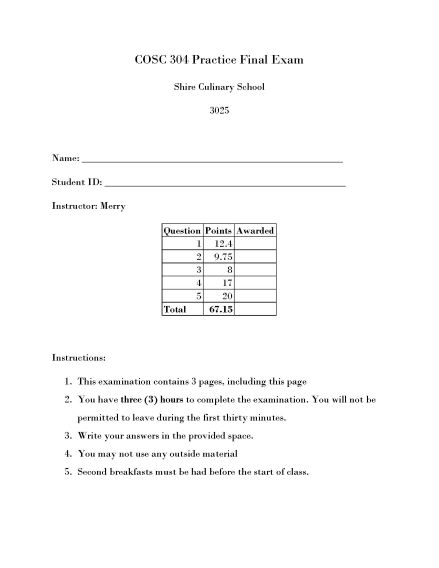 COSC 304 Practice Final Exam
Shire Culinary School
3025
Name:
Student ID:
Instructor: Merry
Question Points Awarded
1 12.4
2 9.75
3 8
4 17
5 20
Total 67.15
Instructions:
1. This examination contains 3 pages, including this page
2. You have three (3) hours to complete the examination. You will not be
permitted to leave during the first thirty minutes.
3. Write your answers in the provided space.
4. You may not use any outside material
5. Second breakfasts must be had before the start of class.